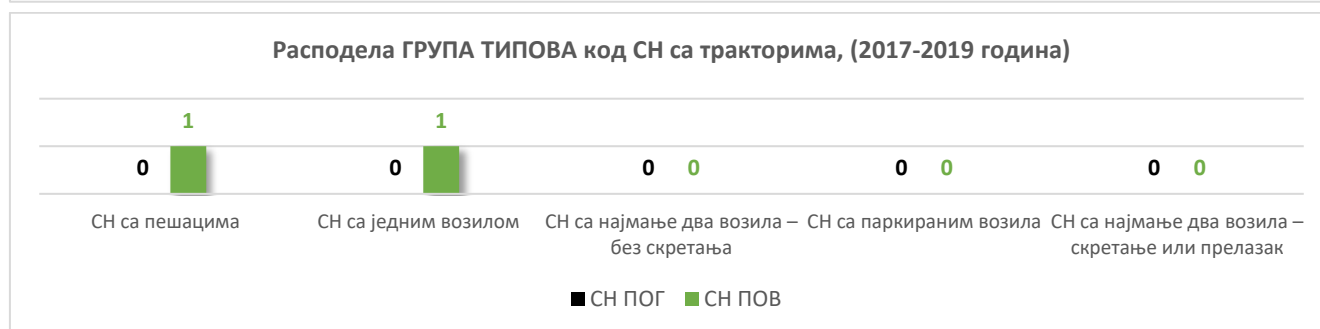 Расподела ГРУПА ТИПОВА код СН са тракторима, (2017-2019 година)
1 1
0 0 0 0 0 0 0 0
СН са пешацима СН са једним возилом СН са најмање два возила – СН са паркираним возила СН са најмање два возила –
без скретања скретање или прелазак
СН ПОГ СН ПОВ